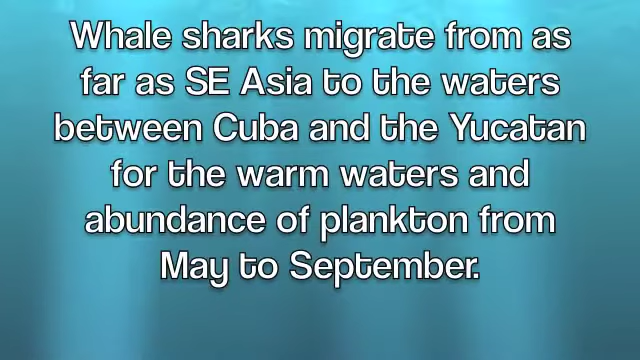 Whale sharks migrate from as
far as SE Asia to the waters
between Cuba and the Yucatan
for the warm waters and
abundance of plankton from
May to September.